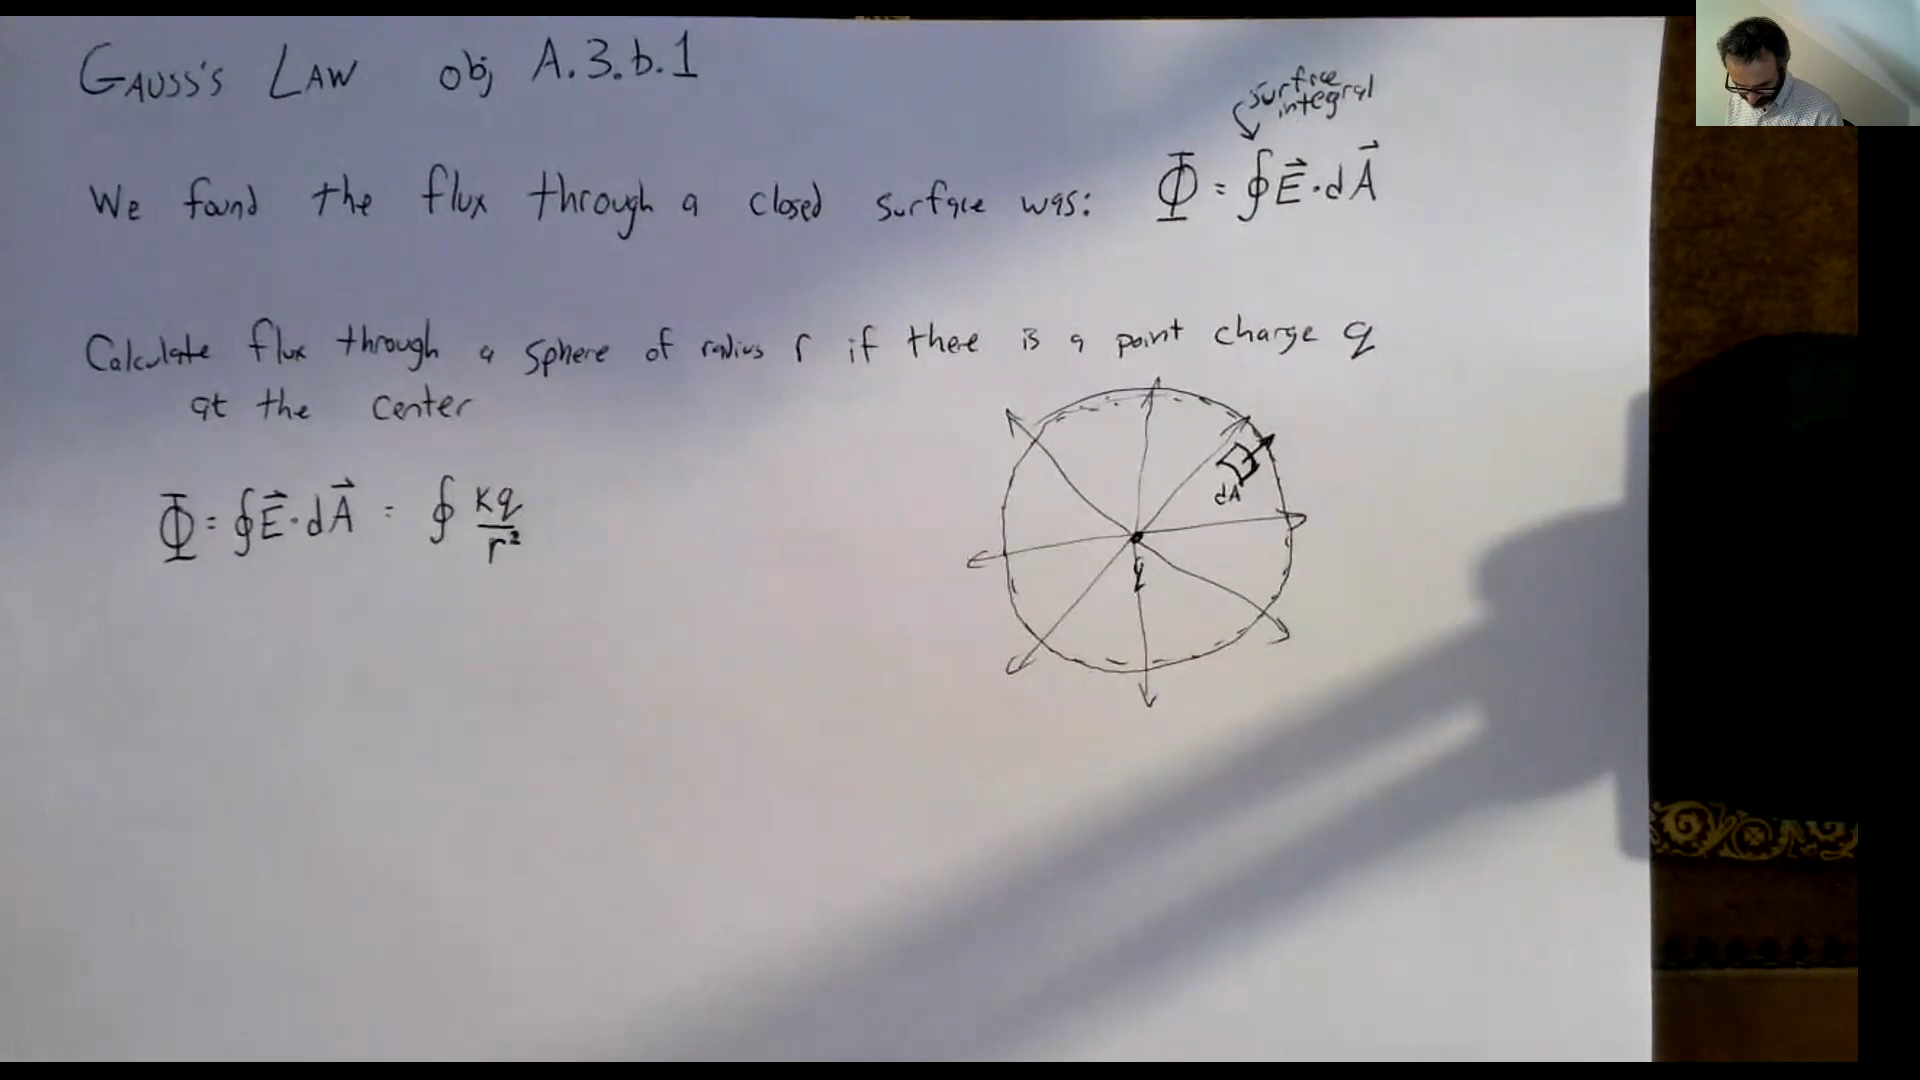 GAUSS'S LAW obj A.3.b.1
surface
integral
We found the flux through a closed surface was: Φ = ∮E⃗·dA⃗
Calculate flux through a sphere of radius r if there is a point charge q
at the center
Φ = ∮E⃗·dA⃗ = ∮ kq/r²
dA
q